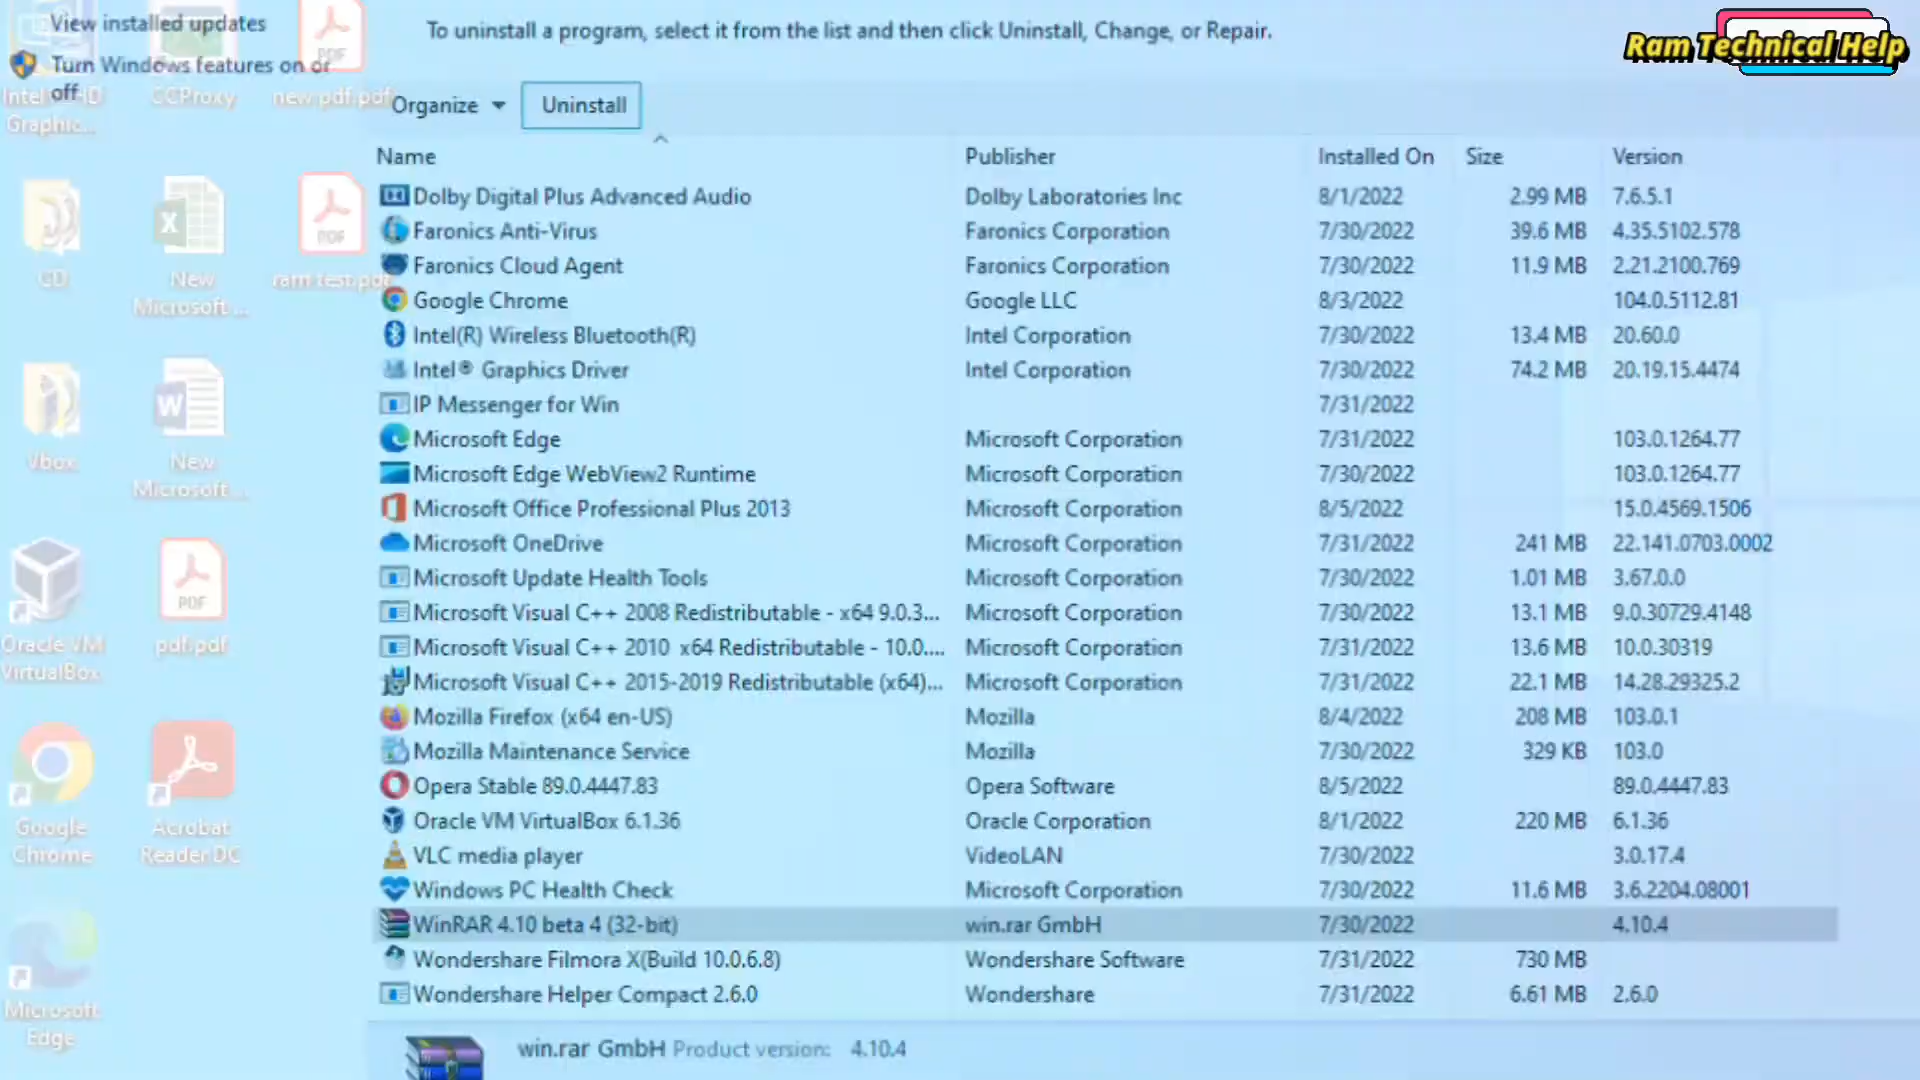 View installed updates
Turn Windows features on or
off
To uninstall a program, select it from the list and then click Uninstall, Change, or Repair.
Ram Technical Help
Organize
Uninstall
Name Publisher Installed On Size Version
Dolby Digital Plus Advanced Audio Dolby Laboratories Inc 8/1/2022 2.99 MB 7.6.5.1
Faronics Anti-Virus Faronics Corporation 7/30/2022 39.6 MB 4.35.5102.578
Faronics Cloud Agent Faronics Corporation 7/30/2022 11.9 MB 2.21.2100.769
Google Chrome Google LLC 8/3/2022 104.0.5112.81
Intel(R) Wireless Bluetooth(R) Intel Corporation 7/30/2022 13.4 MB 20.60.0
Intel® Graphics Driver Intel Corporation 7/30/2022 74.2 MB 20.19.15.4474
IP Messenger for Win 7/31/2022
Microsoft Edge Microsoft Corporation 7/31/2022 103.0.1264.77
Microsoft Edge WebView2 Runtime Microsoft Corporation 7/30/2022 103.0.1264.77
Microsoft Office Professional Plus 2013 Microsoft Corporation 8/5/2022 15.0.4569.1506
Microsoft OneDrive Microsoft Corporation 7/31/2022 241 MB 22.141.0703.0002
Microsoft Update Health Tools Microsoft Corporation 7/30/2022 1.01 MB 3.67.0.0
Microsoft Visual C++ 2008 Redistributable - x64 9.0.3... Microsoft Corporation 7/30/2022 13.1 MB 9.0.30729.4148
Microsoft Visual C++ 2010 x64 Redistributable - 10.0.... Microsoft Corporation 7/31/2022 13.6 MB 10.0.30319
Microsoft Visual C++ 2015-2019 Redistributable (x64)... Microsoft Corporation 7/31/2022 22.1 MB 14.28.29325.2
Mozilla Firefox (x64 en-US) Mozilla 8/4/2022 208 MB 103.0.1
Mozilla Maintenance Service Mozilla 7/30/2022 329 KB 103.0
Opera Stable 89.0.4447.83 Opera Software 8/5/2022 89.0.4447.83
Oracle VM VirtualBox 6.1.36 Oracle Corporation 8/1/2022 220 MB 6.1.36
VLC media player VideoLAN 7/30/2022 3.0.17.4
Windows PC Health Check Microsoft Corporation 7/30/2022 11.6 MB 3.6.2204.08001
WinRAR 4.10 beta 4 (32-bit) win.rar GmbH 7/30/2022 4.10.4
Wondershare Filmora X(Build 10.0.6.8) Wondershare Software 7/31/2022 730 MB
Wondershare Helper Compact 2.6.0 Wondershare 7/31/2022 6.61 MB 2.6.0
win.rar GmbH Product version: 4.10.4
Intel HD
Graphic...
CCProxy
PDF
new pdf.pdf
CD
New
Microsoft ...
PDF
ram test.pdf
Vbox
New
Microsoft ...
Oracle VM
VirtualBox
PDF
pdf.pdf
Google
Chrome
Acrobat
Reader DC
Microsoft
Edge